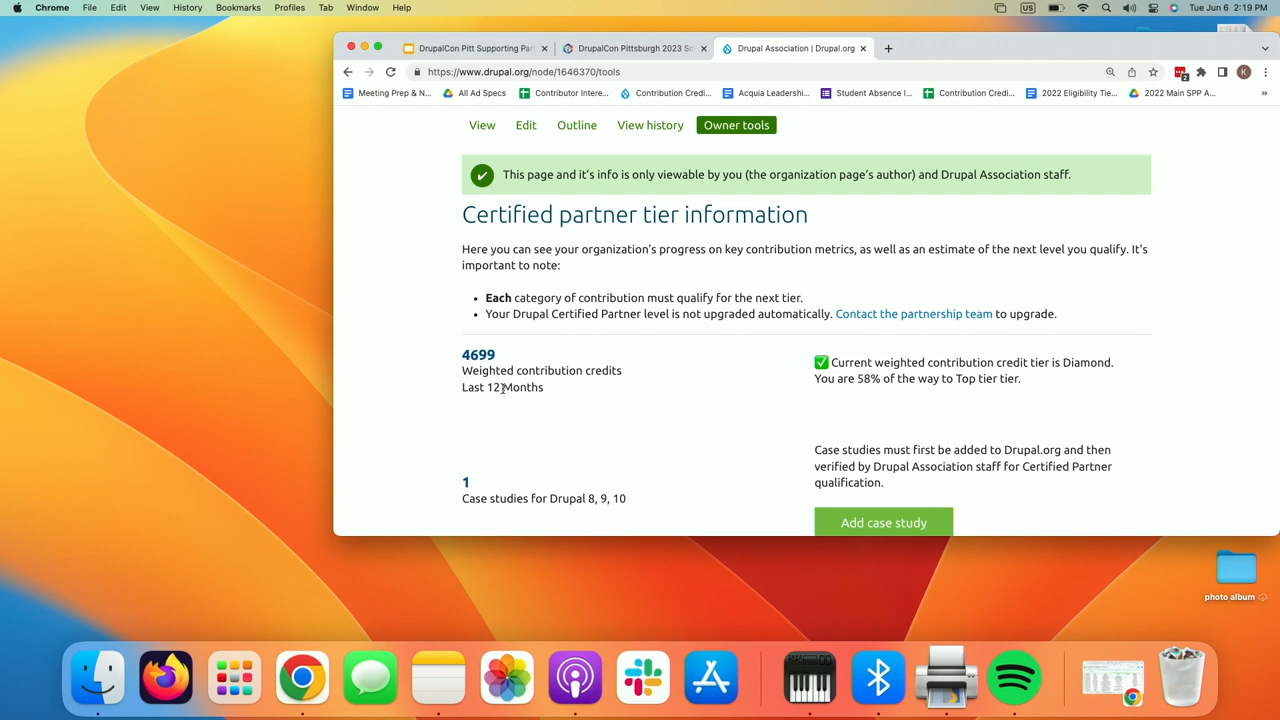 Chrome File Edit View History Bookmarks Profiles Tab Window Help US Tue Jun 6 2:19 PM
DrupalCon Pitt Supporting Par DrupalCon Pittsburgh 2023 Sc Drupal Association | Drupal.org
https://www.drupal.org/node/1646370/tools K
Meeting Prep & N... All Ad Specs Contributor Intere... Contribution Credi... Acquia Leadershi... Student Absence I... Contribution Credi... 2022 Eligibility Tie... 2022 Main SPP A... »
View Edit Outline View history Owner tools
This page and it's info is only viewable by you (the organization page's author) and Drupal Association staff.
Certified partner tier information
Here you can see your organization's progress on key contribution metrics, as well as an estimate of the next level you qualify. It's
important to note:
• Each category of contribution must qualify for the next tier.
• Your Drupal Certified Partner level is not upgraded automatically. Contact the partnership team to upgrade.
4699
Weighted contribution credits
Last 12 Months
Current weighted contribution credit tier is Diamond.
You are 58% of the way to Top tier tier.
1
Case studies for Drupal 8, 9, 10
Case studies must first be added to Drupal.org and then
verified by Drupal Association staff for Certified Partner
qualification.
Add case study
photo album